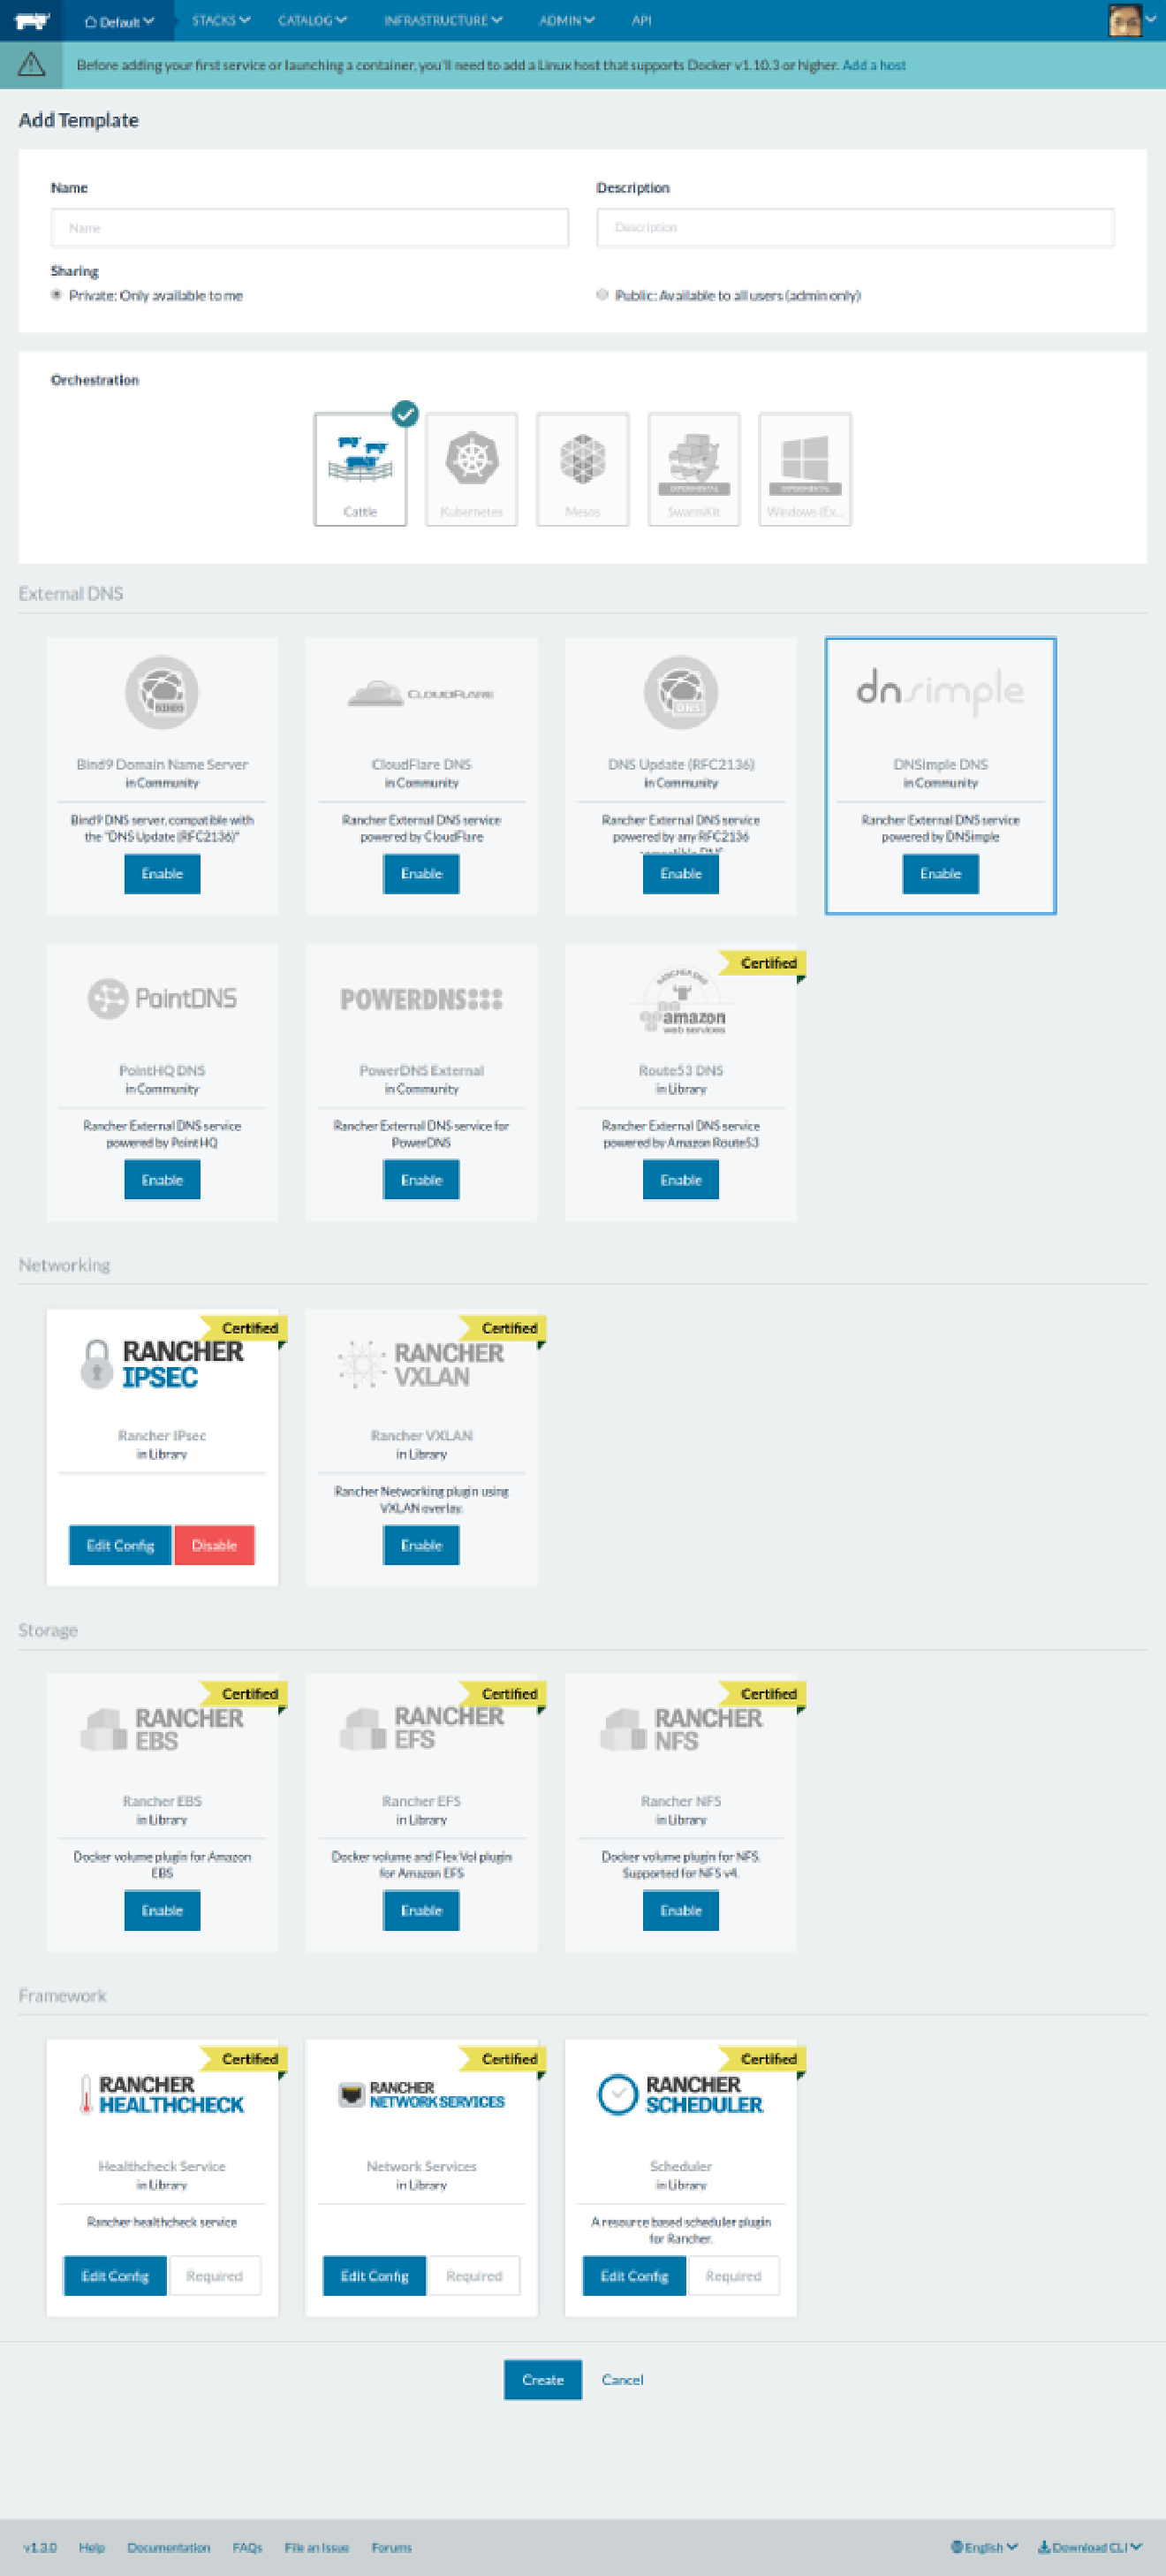 Default STACKS CATALOG INFRASTRUCTURE ADMIN API
Before adding your first service or launching a container, you'll need to add a Linux host that supports Docker v1.10.3 or higher. Add a host
Add Template
Name Description
Name Description
Sharing
Private: Only available to me Public: Available to all users (admin only)
Orchestration
EXPERIMENTAL EXPERIMENTAL
Cattle Kubernetes Mesos SwarmKit Windows (Ex...
External DNS
BIND9 CLOUDFLARE DNS dnsimple
Bind9 Domain Name Server CloudFlare DNS DNS Update (RFC2136) DNSimple DNS
in Community in Community in Community in Community
Bind9 DNS server, compatible with Rancher External DNS service Rancher External DNS service Rancher External DNS service
the "DNS Update (RFC2136)" powered by CloudFlare powered by any RFC2136 powered by DNSimple
compatible DNS
Enable Enable Enable Enable
Certified
RANCHER DNS
PointDNS POWERDNS amazon
web services
PointHQ DNS PowerDNS External Route53 DNS
in Community in Community in Library
Rancher External DNS service Rancher External DNS service for Rancher External DNS service
powered by Point HQ PowerDNS powered by Amazon Route53
Enable Enable Enable
Networking
Certified Certified
RANCHER RANCHER
IPSEC VXLAN
Rancher IPsec Rancher VXLAN
in Library in Library
Rancher Networking plugin using
VXLAN overlay.
Edit Config Disable Enable
Storage
Certified Certified Certified
RANCHER RANCHER RANCHER
EBS EFS NFS
Rancher EBS Rancher EFS Rancher NFS
in Library in Library in Library
Docker volume plugin for Amazon Docker volume and Flex Vol plugin Docker volume plugin for NFS.
EBS for Amazon EFS Supported for NFS v4.
Enable Enable Enable
Framework
Certified Certified Certified
RANCHER RANCHER RANCHER
HEALTHCHECK NETWORK SERVICES SCHEDULER
Healthcheck Service Network Services Scheduler
in Library in Library in Library
Rancher healthcheck service A resource based scheduler plugin
for Rancher.
Edit Config Required Edit Config Required Edit Config Required
Create Cancel
v1.3.0 Help Documentation FAQs File an Issue Forums English Download CLI